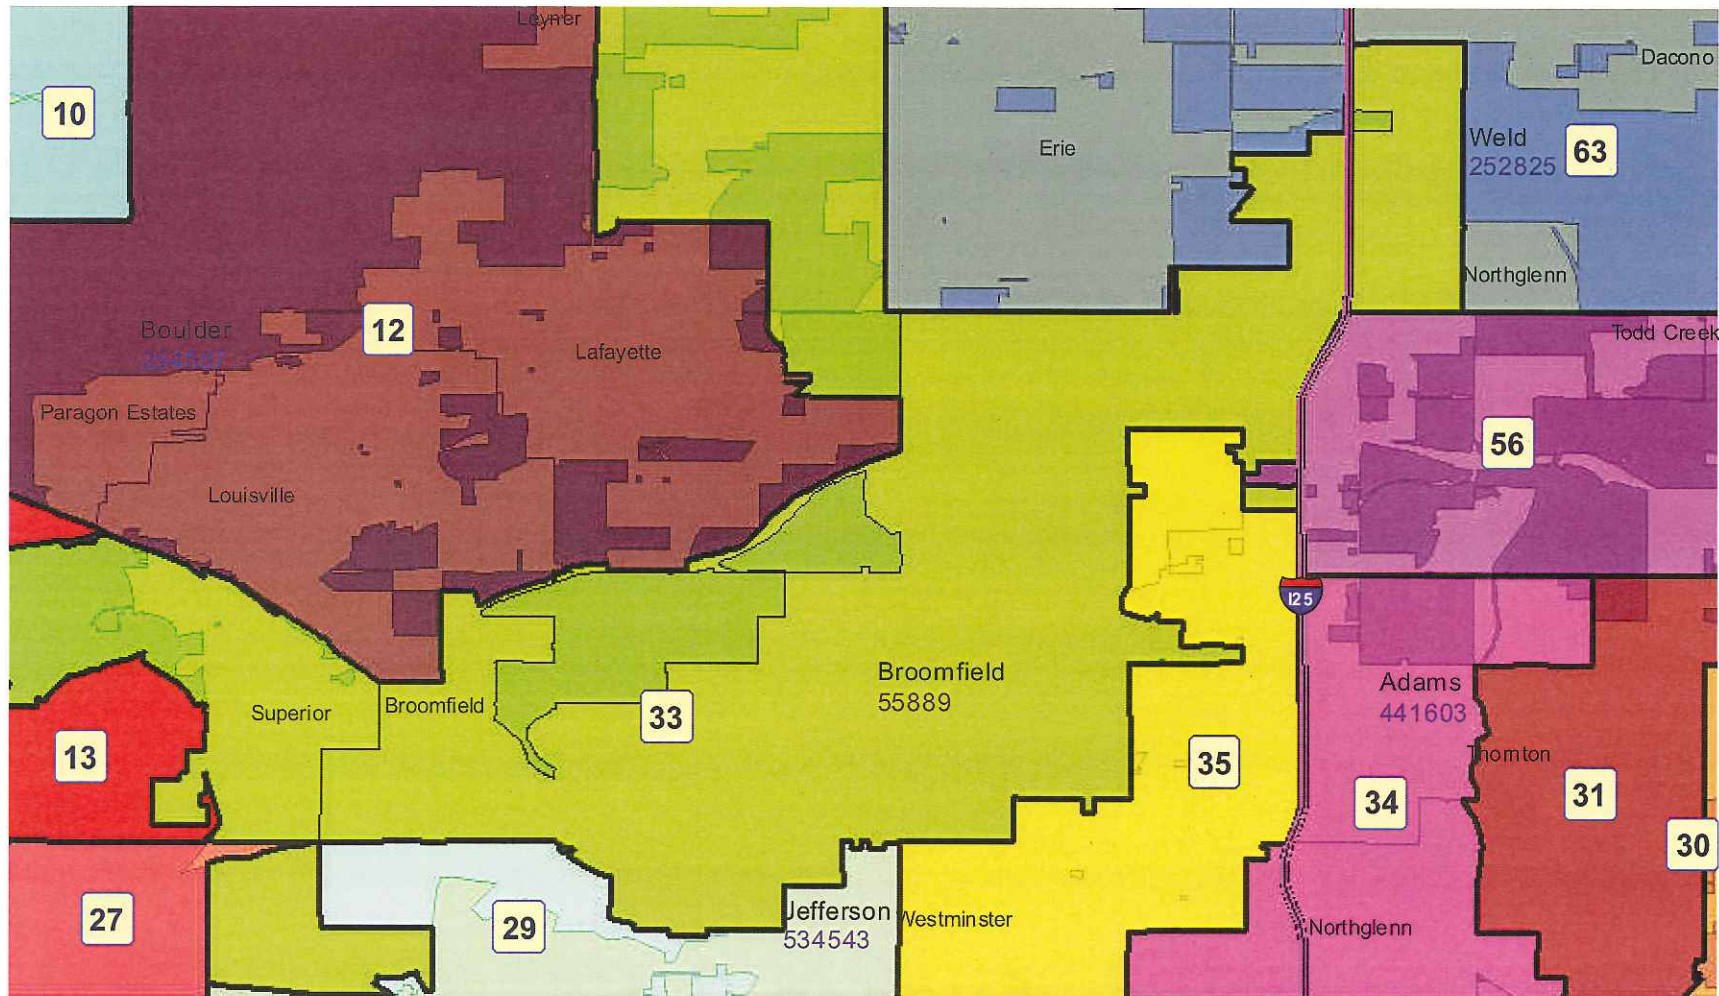 Leyner
Dacono
10
Erie
Weld
63
252825
Northglenn
Boulder
12
Todd Creek
Lafayette
Paragon Estates
56
Louisville
I25
Broomfield
55889
Adams
441603
Superior
Broomfield
33
13
35
Thornton
34
31
30
27
29
Jefferson
534543
Westminster
Northglenn